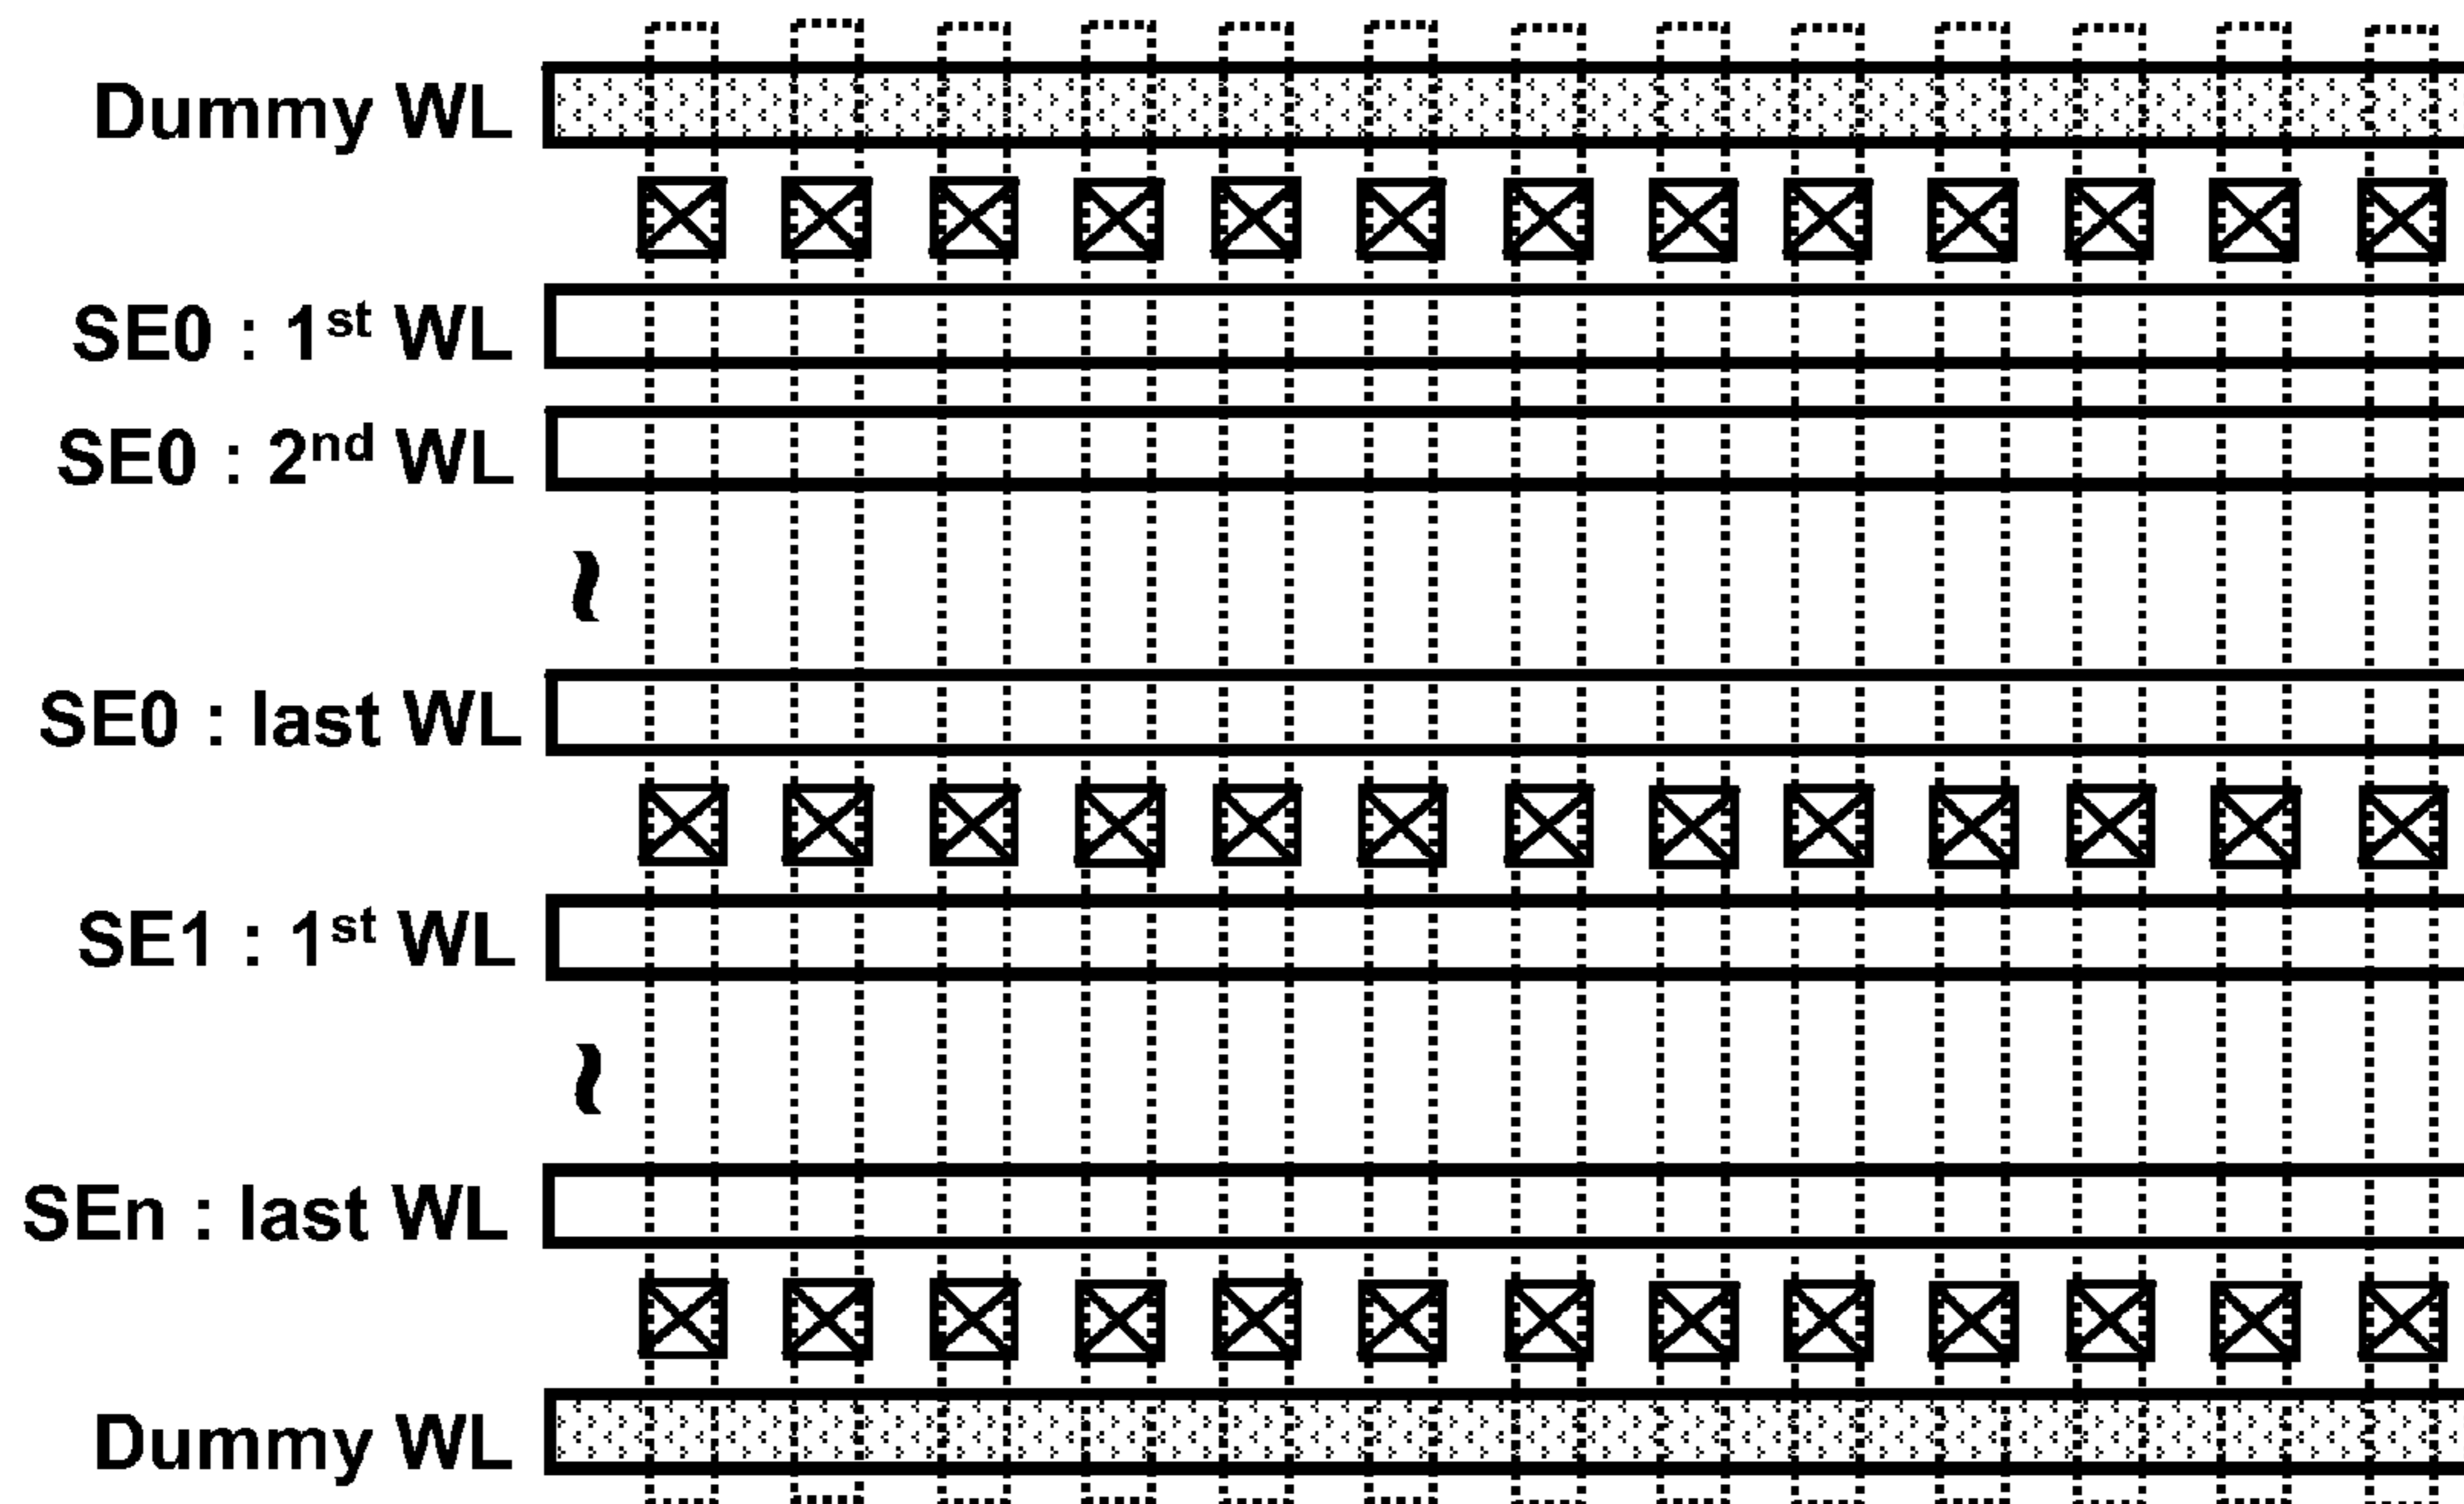 Dummy WL
SE0 : 1st WL
SE0 : 2nd WL
~
SE0 : last WL
SE1 : 1st WL
~
SEn : last WL
Dummy WL